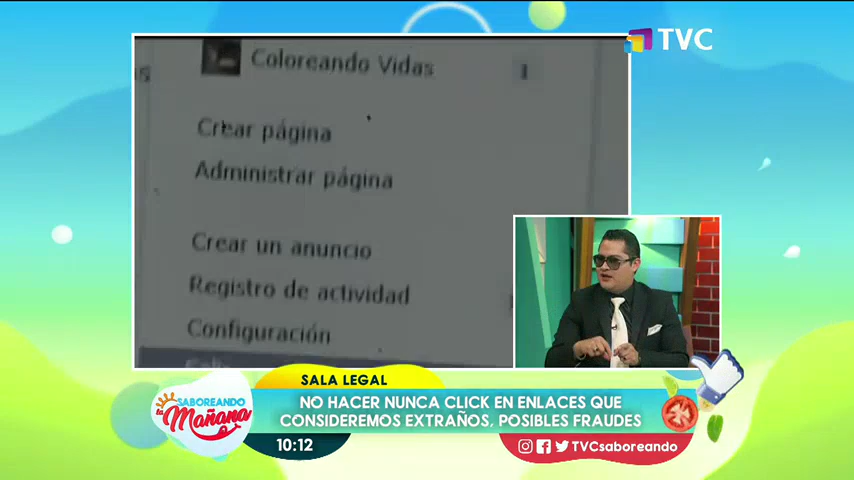 TVC
Coloreando Vidas
Crear página
Administrar página
Crear un anuncio
Registro de actividad
Configuración
SALA LEGAL
SABOREANDO
la Mañana
NO HACER NUNCA CLICK EN ENLACES QUE
CONSIDEREMOS EXTRAÑOS, POSIBLES FRAUDES
10:12
TVCsaboreando